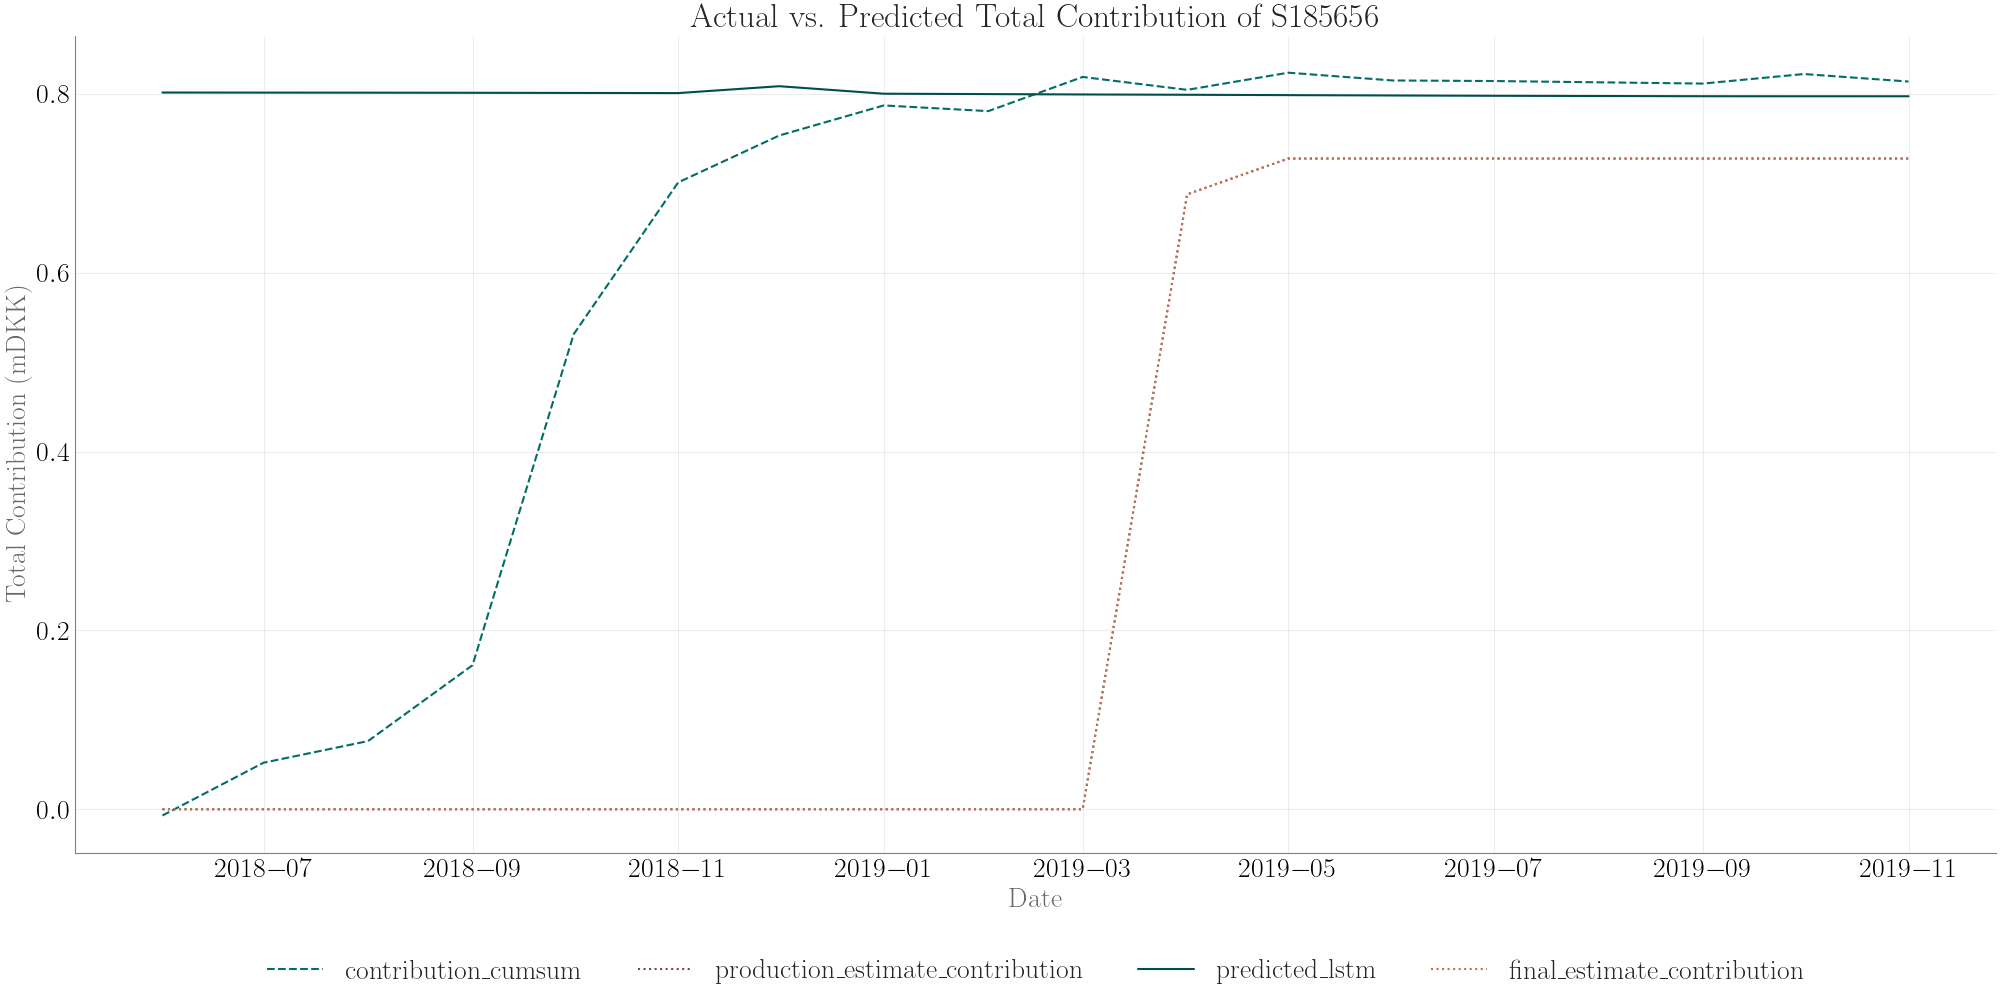 Actual vs. Predicted Total Contribution of S185656
Total Contribution (mDKK)
0.8
0.6
0.4
0.2
0.0
2018–07 2018–09 2018–11 2019–01 2019–03 2019–05 2019–07 2019–09 2019–11
Date
contribution_cumsum production_estimate_contribution predicted_lstm final_estimate_contribution